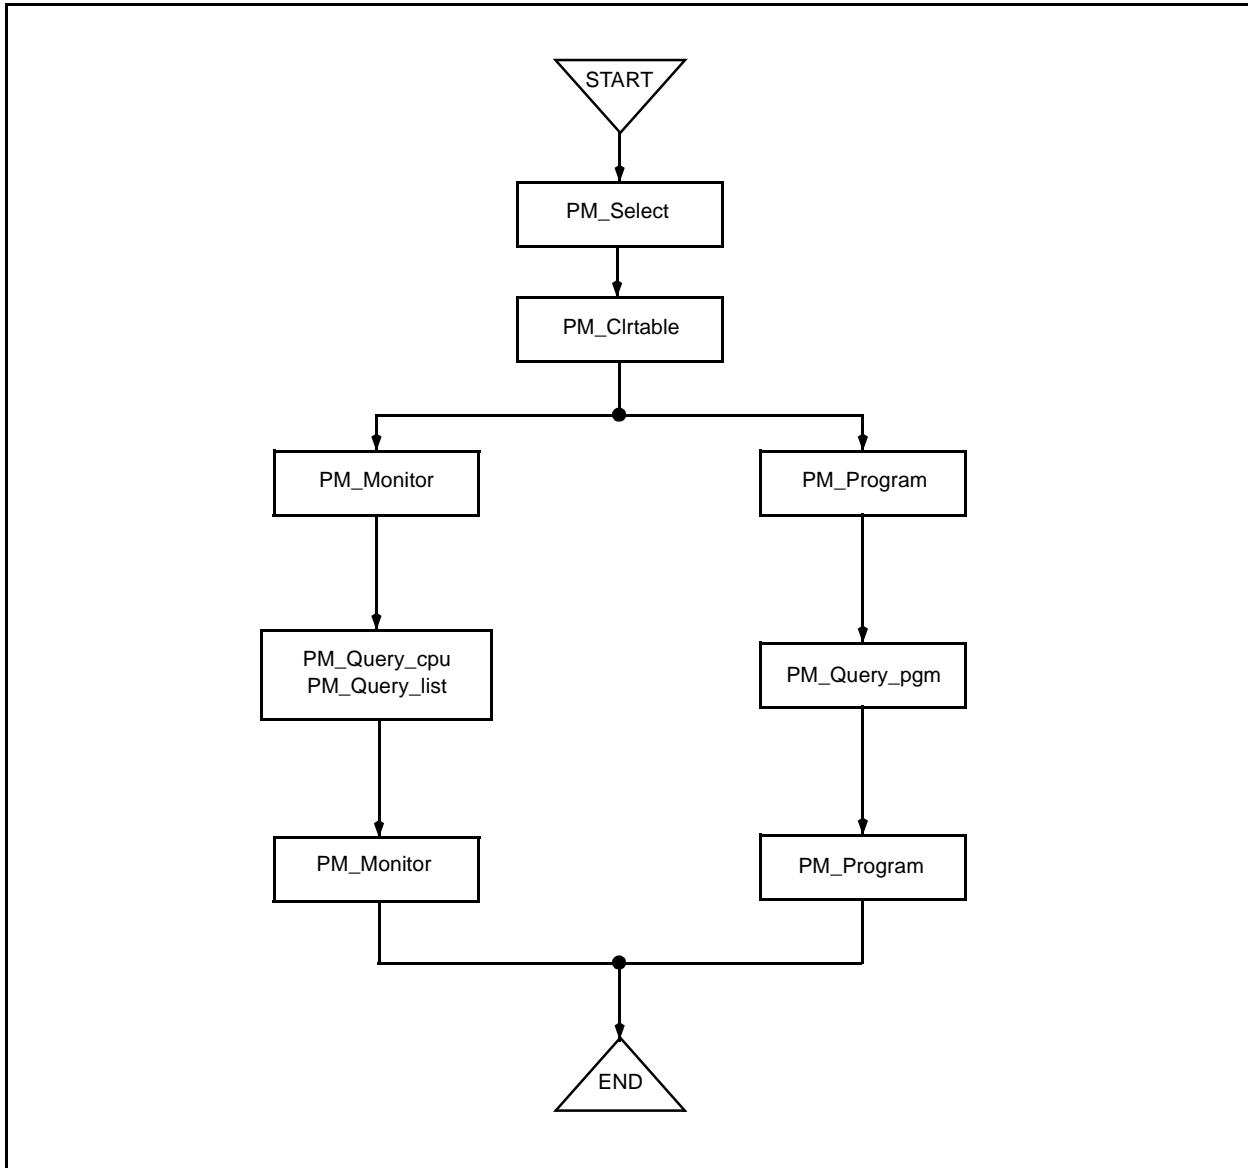 START
PM_Select
PM_Clrtable
PM_Monitor
PM_Program
PM_Query_cpu
PM_Query_list
PM_Query_pgm
PM_Monitor
PM_Program
END